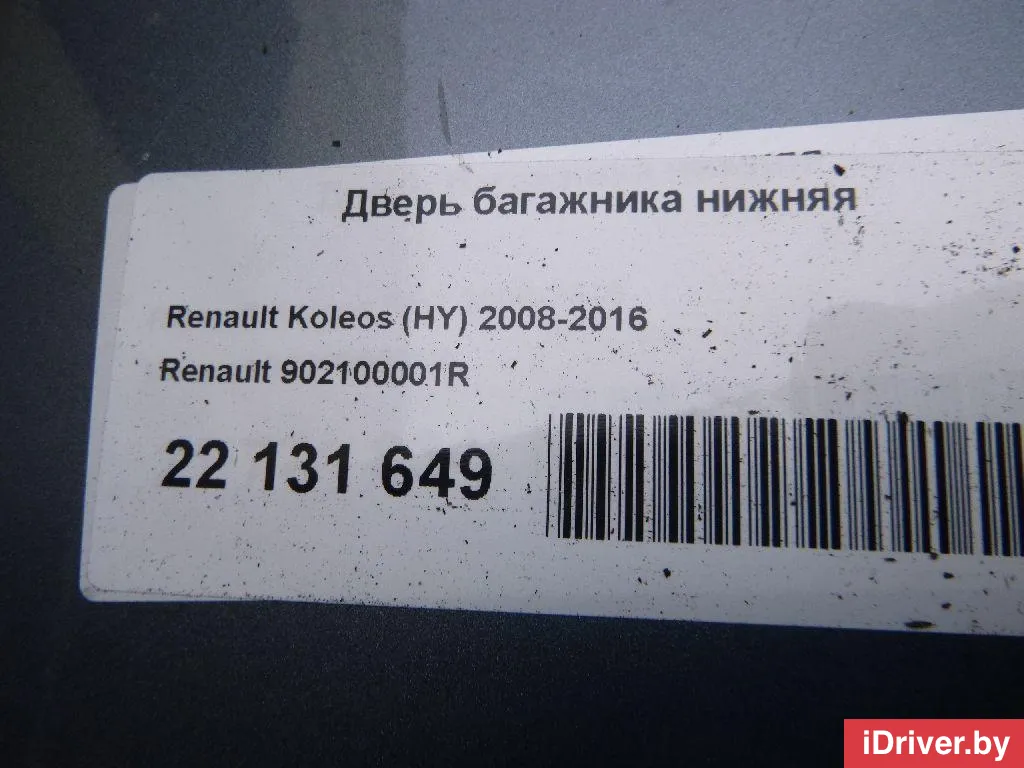 Дверь багажника нижняя
Renault Koleos (HY) 2008-2016
Renault 902100001R
22 131 649
iDriver.by